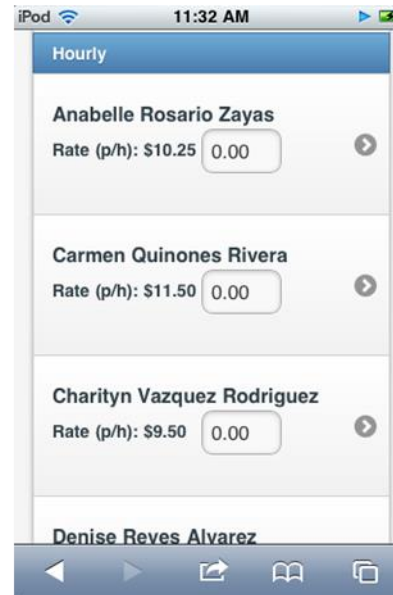 iPod 11:32 AM
Hourly
Anabelle Rosario Zayas
Rate (p/h): $10.25 0.00
Carmen Quinones Rivera
Rate (p/h): $11.50 0.00
Charityn Vazquez Rodriguez
Rate (p/h): $9.50 0.00
Denise Reyes Alvarez